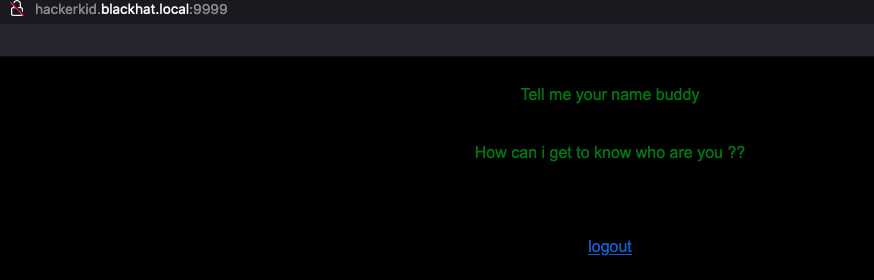 hackerkid.blackhat.local:9999
Tell me your name buddy
How can i get to know who are you ??
logout